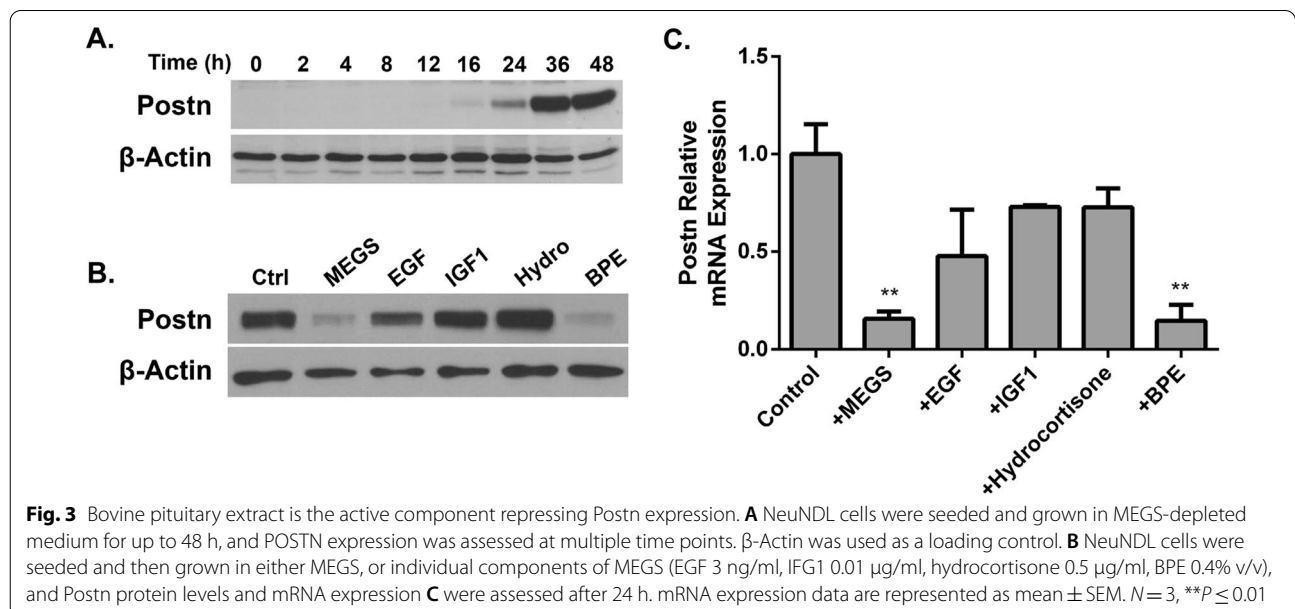 A.
Time (h) 0 2 4 8 12 16 24 36 48
Postn
β-Actin
B.
Ctrl MEGS EGF IGF1 Hydro BPE
Postn
β-Actin
C.
Postn Relative
mRNA Expression
1.5
1.0
0.5
0.0
**
**
Control
+MEGS
+EGF
+IGF1
+Hydrocortisone
+BPE
Fig. 3 Bovine pituitary extract is the active component repressing Postn expression. A NeuNDL cells were seeded and grown in MEGS-depleted
medium for up to 48 h, and POSTN expression was assessed at multiple time points. β-Actin was used as a loading control. B NeuNDL cells were
seeded and then grown in either MEGS, or individual components of MEGS (EGF 3 ng/ml, IFG1 0.01 μg/ml, hydrocortisone 0.5 μg/ml, BPE 0.4% v/v),
and Postn protein levels and mRNA expression C were assessed after 24 h. mRNA expression data are represented as mean ± SEM. N = 3, **P ≤ 0.01